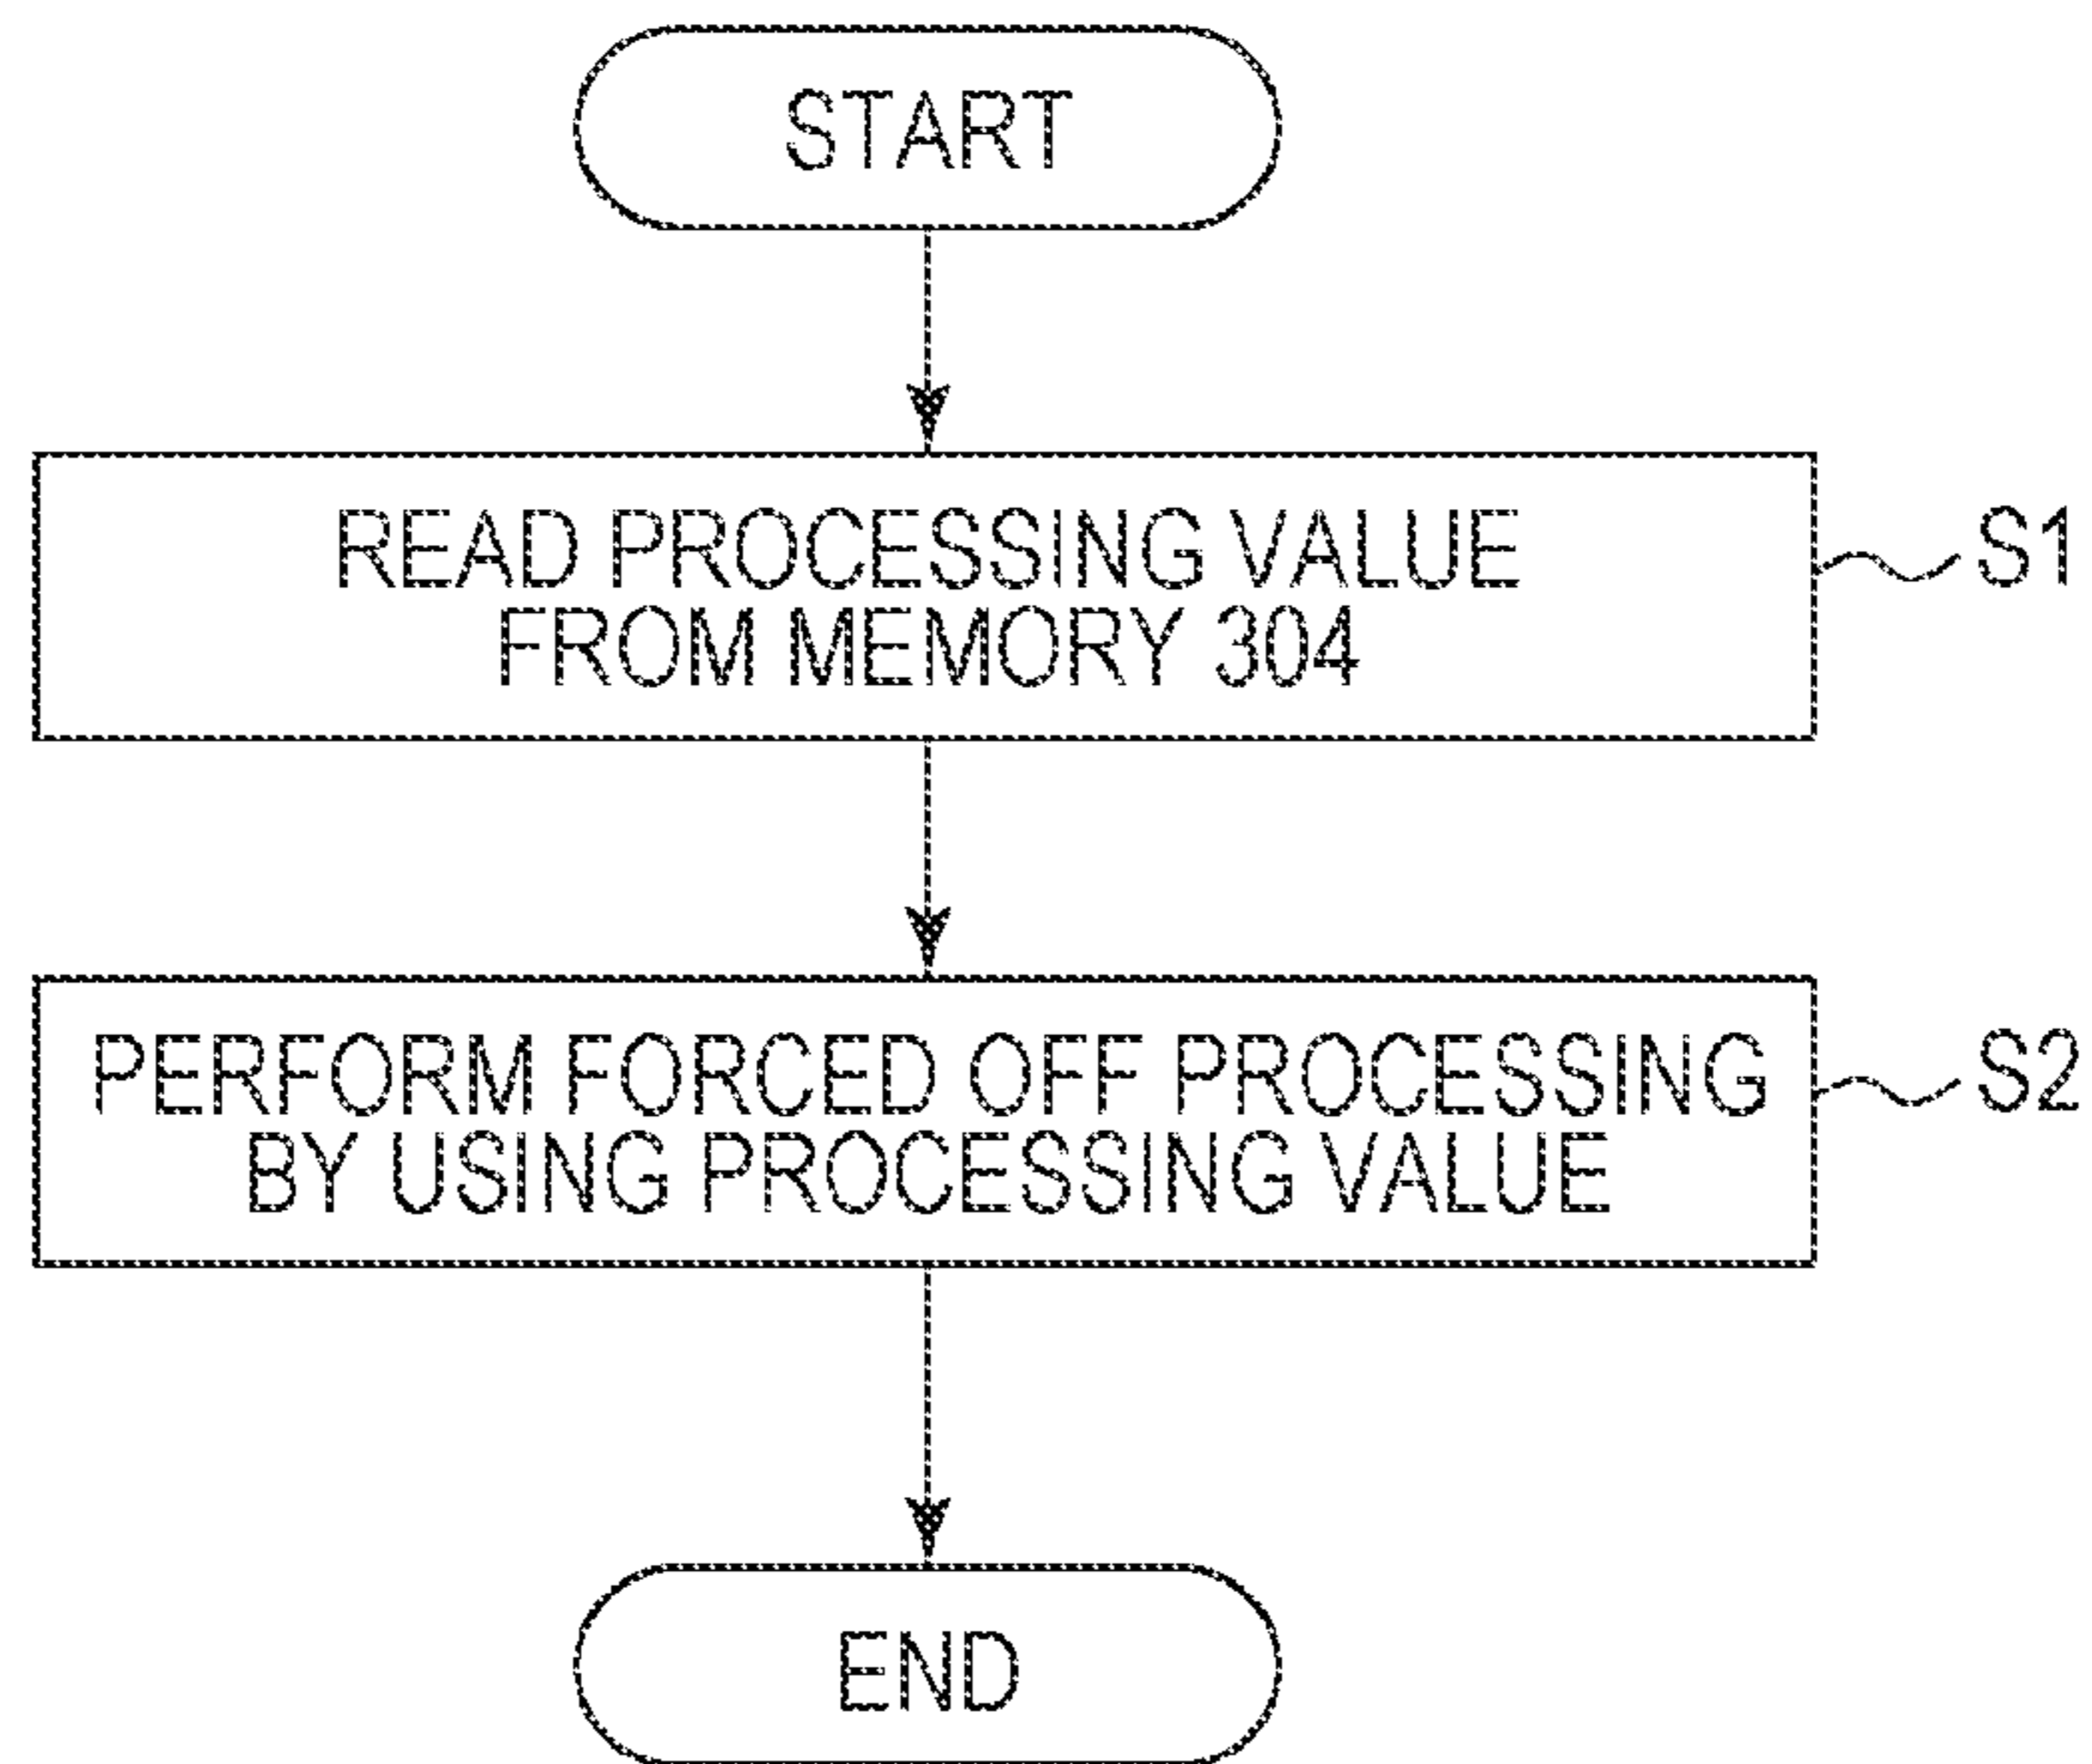 START
READ PROCESSING VALUE
FROM MEMORY 304
S1
PERFORM FORCED OFF PROCESSING
BY USING PROCESSING VALUE
S2
END